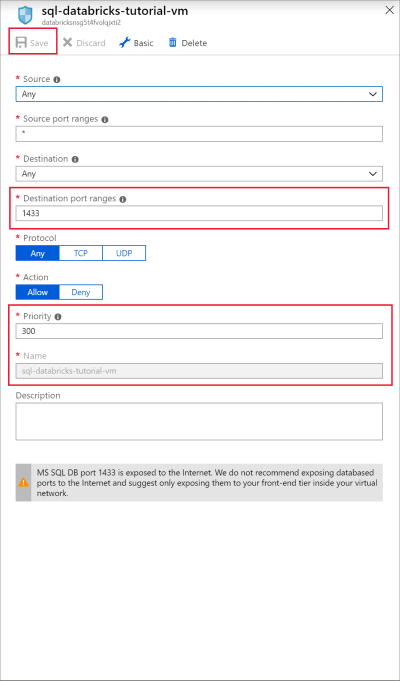 sql-databricks-tutorial-vm
databricksnsg5t4fvolqjxti2
Save Discard Basic Delete
* Source
Any
* Source port ranges
*
* Destination
Any
* Destination port ranges
1433
* Protocol
Any TCP UDP
* Action
Allow Deny
* Priority
300
* Name
sql-databricks-tutorial-vm
Description
MS SQL DB port 1433 is exposed to the Internet. We do not recommend exposing databased
ports to the Internet and suggest only exposing them to your front-end tier inside your virtual
network.